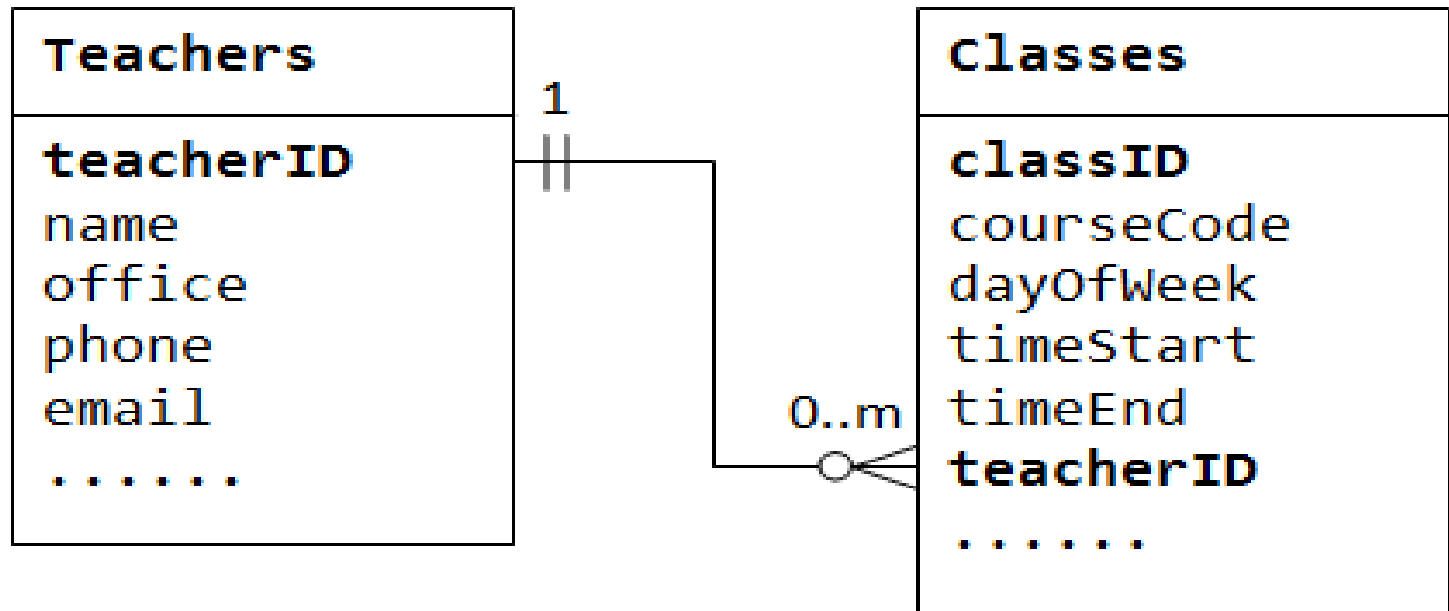 Teachers
teacherID
name
office
phone
email
......
1
0..m
Classes
classID
courseCode
dayOfWeek
timeStart
timeEnd
teacherID
......